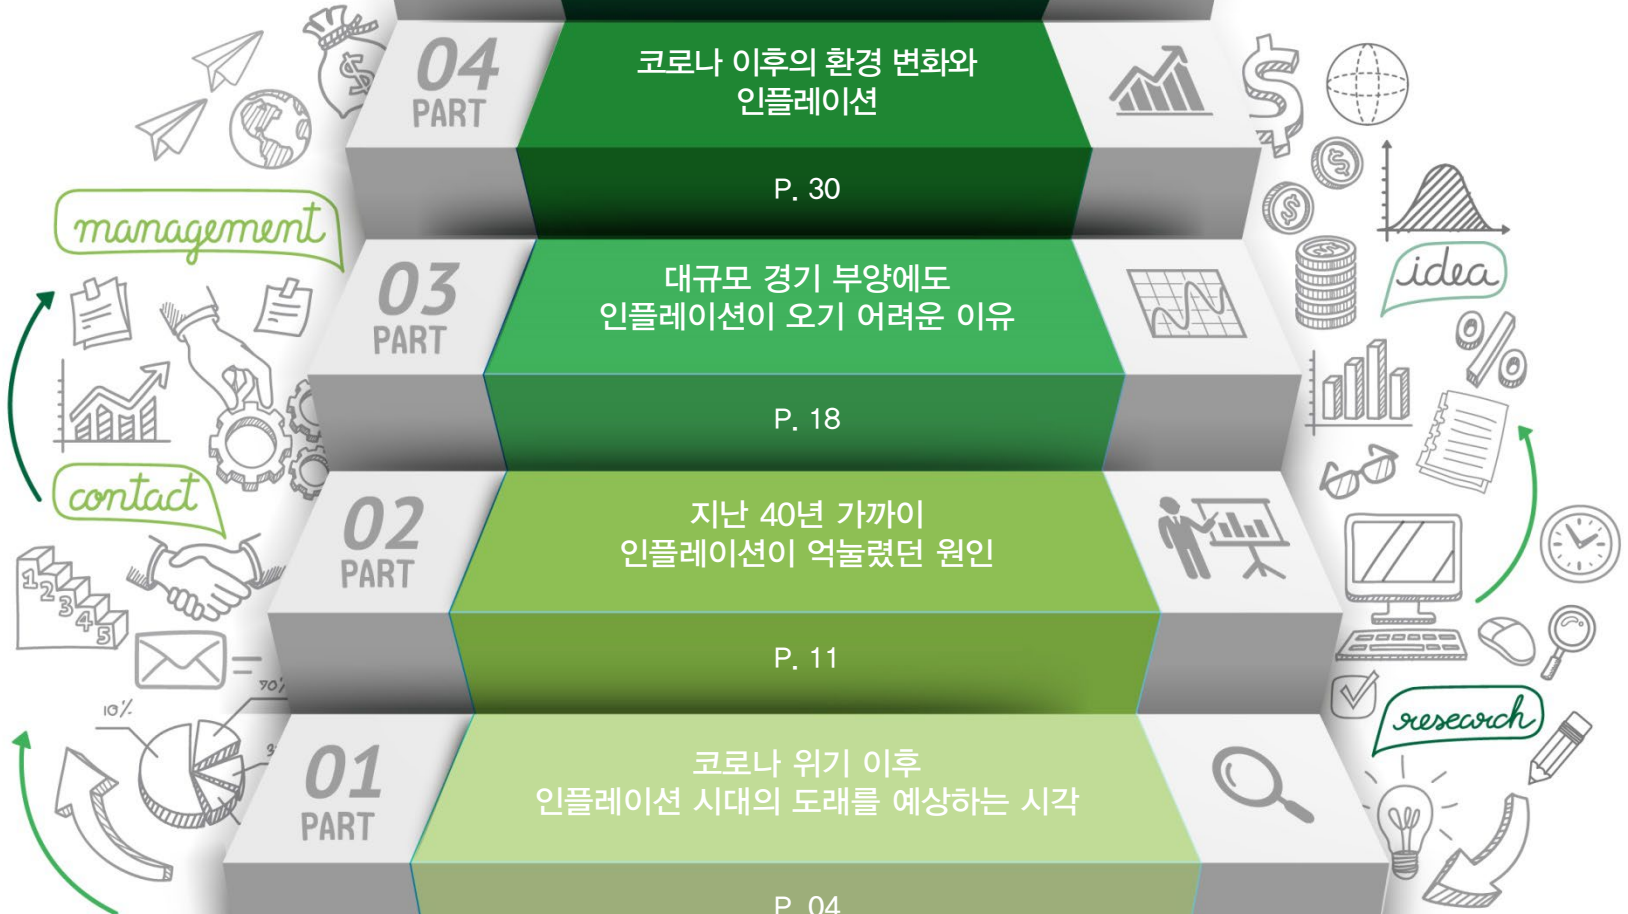 04
PART
코로나 이후의 환경 변화와
인플레이션
P. 30
management
03
PART
대규모 경기 부양에도
인플레이션이 오기 어려운 이유
idea
P. 18
contact
02
PART
지난 40년 가까이
인플레이션이 억눌렸던 원인
1
2
3
4
5
P. 11
10%
70%
3
research
01
PART
코로나 위기 이후
인플레이션 시대의 도래를 예상하는 시각
P. 04